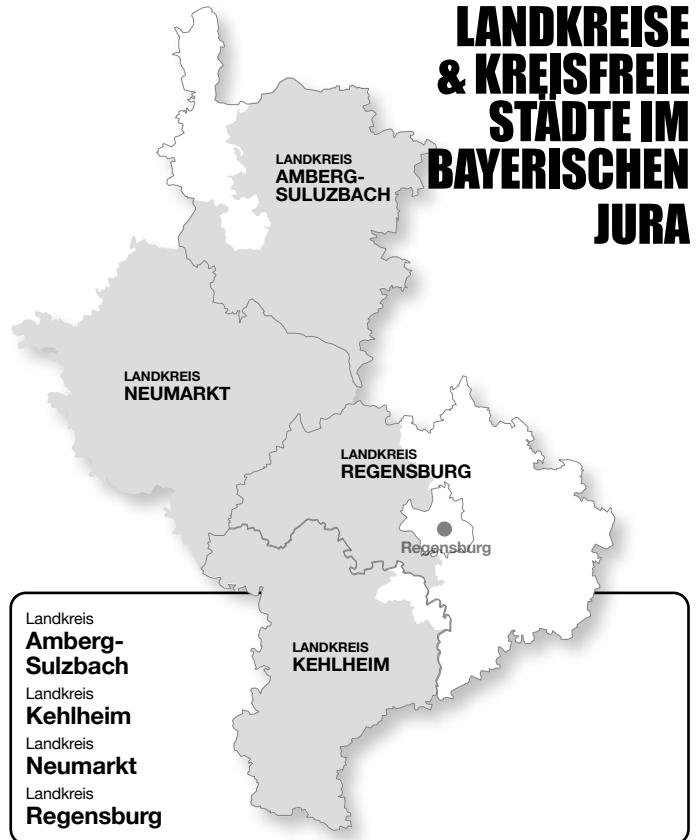 LANDKREISE
& KREISFREIE
STÄDTE IM
BAYERISCHEN
JURA
LANDKREIS
AMBERG-
SULUZBACH
LANDKREIS
NEUMARKT
LANDKREIS
REGENSBURG
Regensburg
LANDKREIS
KEHLHEIM
Landkreis
Amberg-
Sulzbach
Landkreis
Kehlheim
Landkreis
Neumarkt
Landkreis
Regensburg